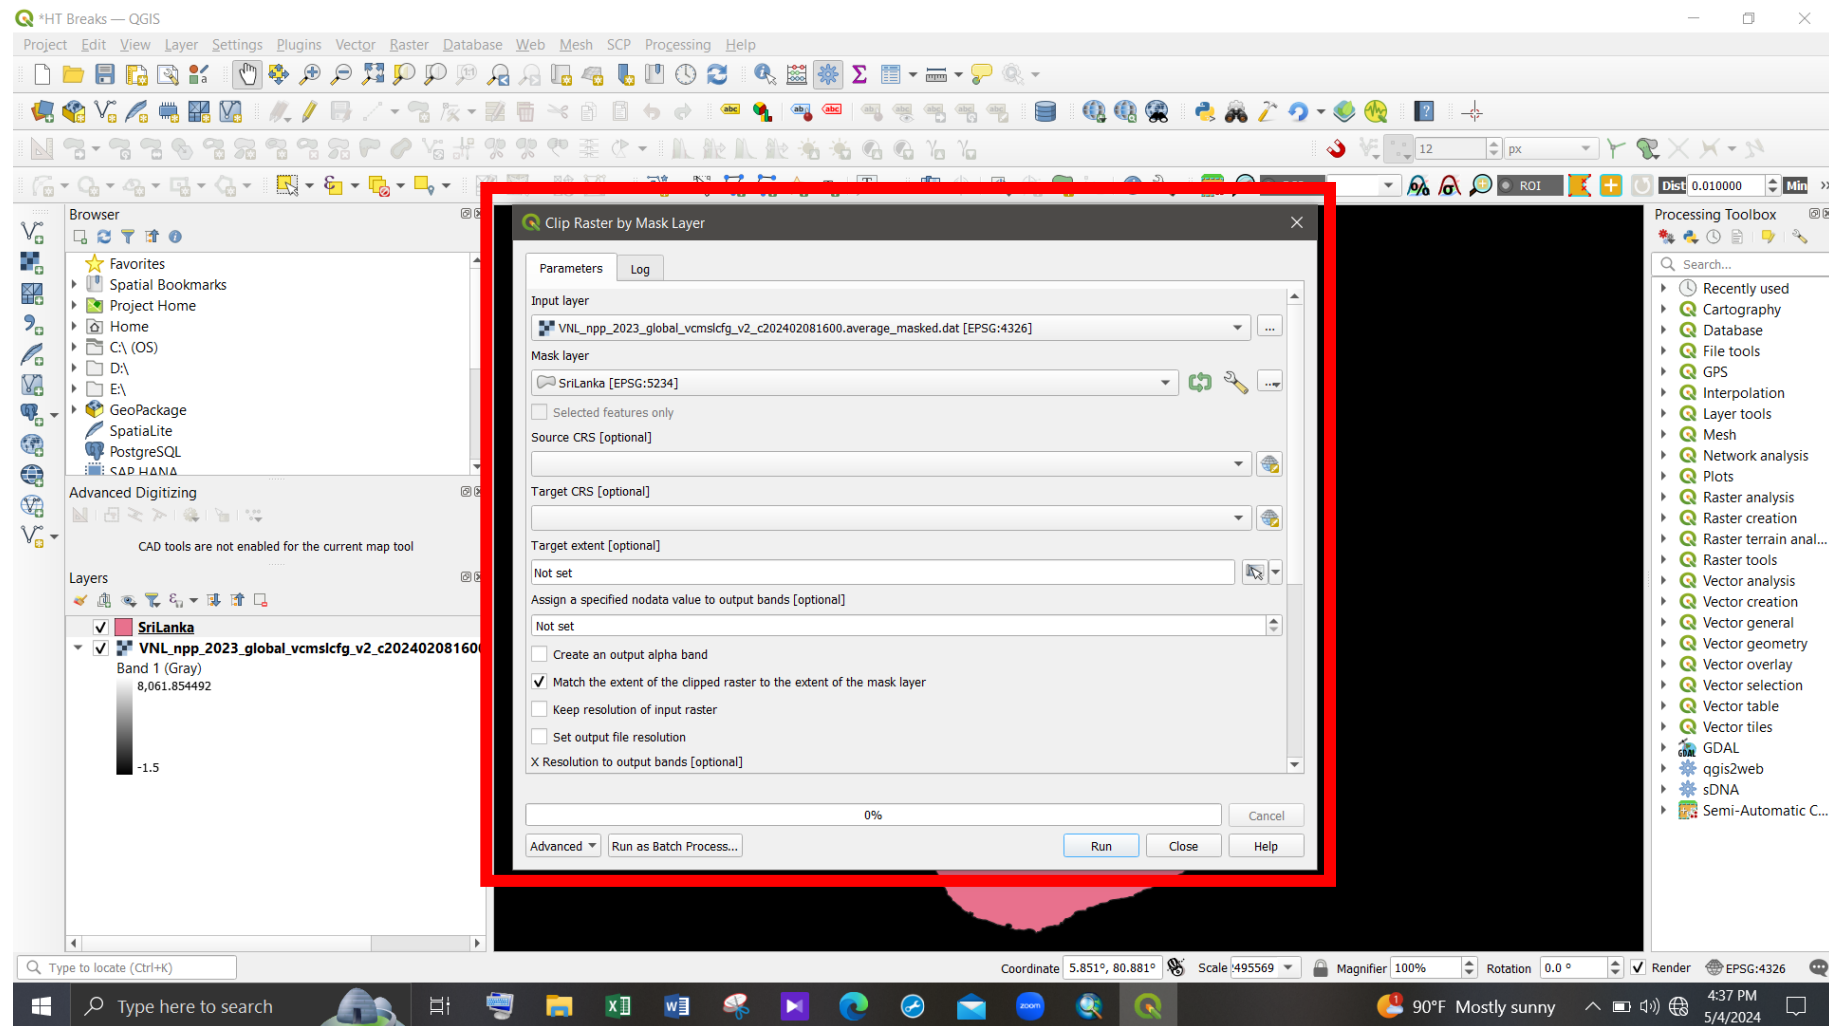 *HT Breaks — QGIS
Project Edit View Layer Settings Plugins Vector Raster Database Web Mesh SCP Processing Help
12 px
ROI Dist 0.010000 Min »
Browser
Favorites
Spatial Bookmarks
Project Home
Home
C:\ (OS)
D:\
E:\
GeoPackage
SpatiaLite
PostgreSQL
SAP HANA
Advanced Digitizing
CAD tools are not enabled for the current map tool
Layers
SriLanka
VNL_npp_2023_global_vcmslcfg_v2_c20240208160
Band 1 (Gray)
8,061.854492
-1.5
Clip Raster by Mask Layer
Parameters Log
Input layer
VNL_npp_2023_global_vcmslcfg_v2_c202402081600.average_masked.dat [EPSG:4326]
Mask layer
SriLanka [EPSG:5234]
Selected features only
Source CRS [optional]
Target CRS [optional]
Target extent [optional]
Not set
Assign a specified nodata value to output bands [optional]
Not set
Create an output alpha band
Match the extent of the clipped raster to the extent of the mask layer
Keep resolution of input raster
Set output file resolution
X Resolution to output bands [optional]
0% Cancel
Advanced Run as Batch Process... Run Close Help
Processing Toolbox
Search...
Recently used
Cartography
Database
File tools
GPS
Interpolation
Layer tools
Mesh
Network analysis
Plots
Raster analysis
Raster creation
Raster terrain anal...
Raster tools
Vector analysis
Vector creation
Vector general
Vector geometry
Vector overlay
Vector selection
Vector table
Vector tiles
GDAL
qgis2web
sDNA
Semi-Automatic C...
Type to locate (Ctrl+K) Coordinate 5.851°, 80.881° Scale 495569 Magnifier 100% Rotation 0.0 ° Render EPSG:4326
Type here to search 90°F Mostly sunny 4:37 PM
5/4/2024